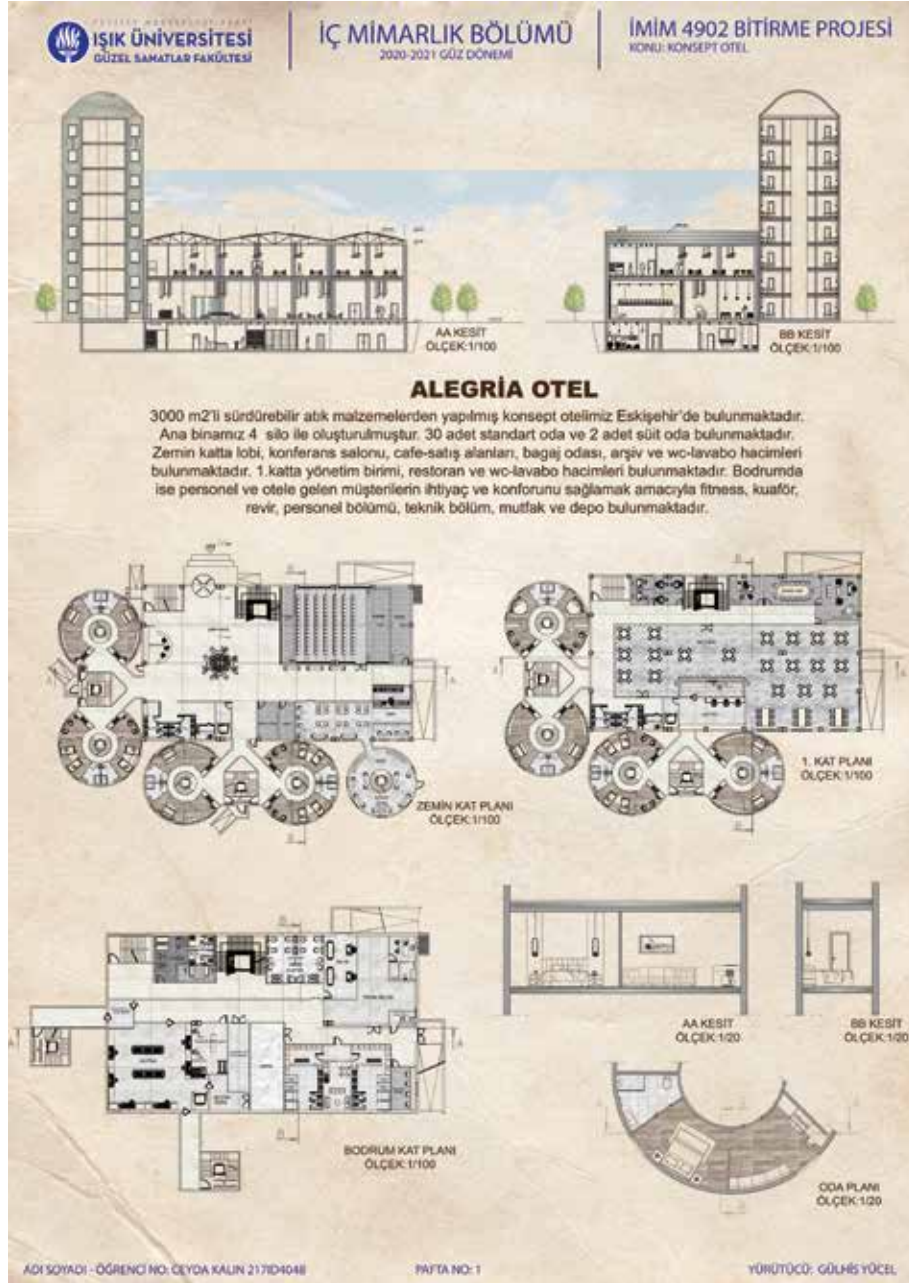 IŞIK ÜNİVERSİTESİ
GÜZEL SANATLAR FAKÜLTESİ
İÇ MİMARLIK BÖLÜMÜ
2020-2021 GÜZ DÖNEMİ
İMİM 4902 BİTİRME PROJESİ
KONU: KONSEPT OTEL
AA KESİT
ÖLÇEK:1/100
BB KESİT
ÖLÇEK:1/100
ALEGRİA OTEL
3000 m2'li sürdürebilir atık malzemelerden yapılmış konsept otelimiz Eskişehir'de bulunmaktadır.
Ana binamız 4 silo ile oluşturulmuştur. 30 adet standart oda ve 2 adet süit oda bulunmaktadır.
Zemin katta lobi, konferans salonu, cafe-satış alanları, bagaj odası, arşiv ve wc-lavabo hacimleri
bulunmaktadır. 1.katta yönetim birimi, restoran ve wc-lavabo hacimleri bulunmaktadır. Bodrumda
ise personel ve otele gelen müşterilerin ihtiyaç ve konforunu sağlamak amacıyla fitness, kuaför,
revir, personel bölümü, teknik bölüm, mutfak ve depo bulunmaktadır.
ZEMİN KAT PLANI
ÖLÇEK:1/100
1. KAT PLANI
ÖLÇEK:1/100
AA KESİT
ÖLÇEK:1/20
BB KESİT
ÖLÇEK:1/20
BODRUM KAT PLANI
ÖLÇEK:1/100
ODA PLANI
ÖLÇEK:1/20
ADI SOYADI - ÖĞRENCİ NO: CEYDA KALIN 217ID4048
PAFTA NO: 1
YÜRÜTÜCÜ: GÜLHİS YÜCEL